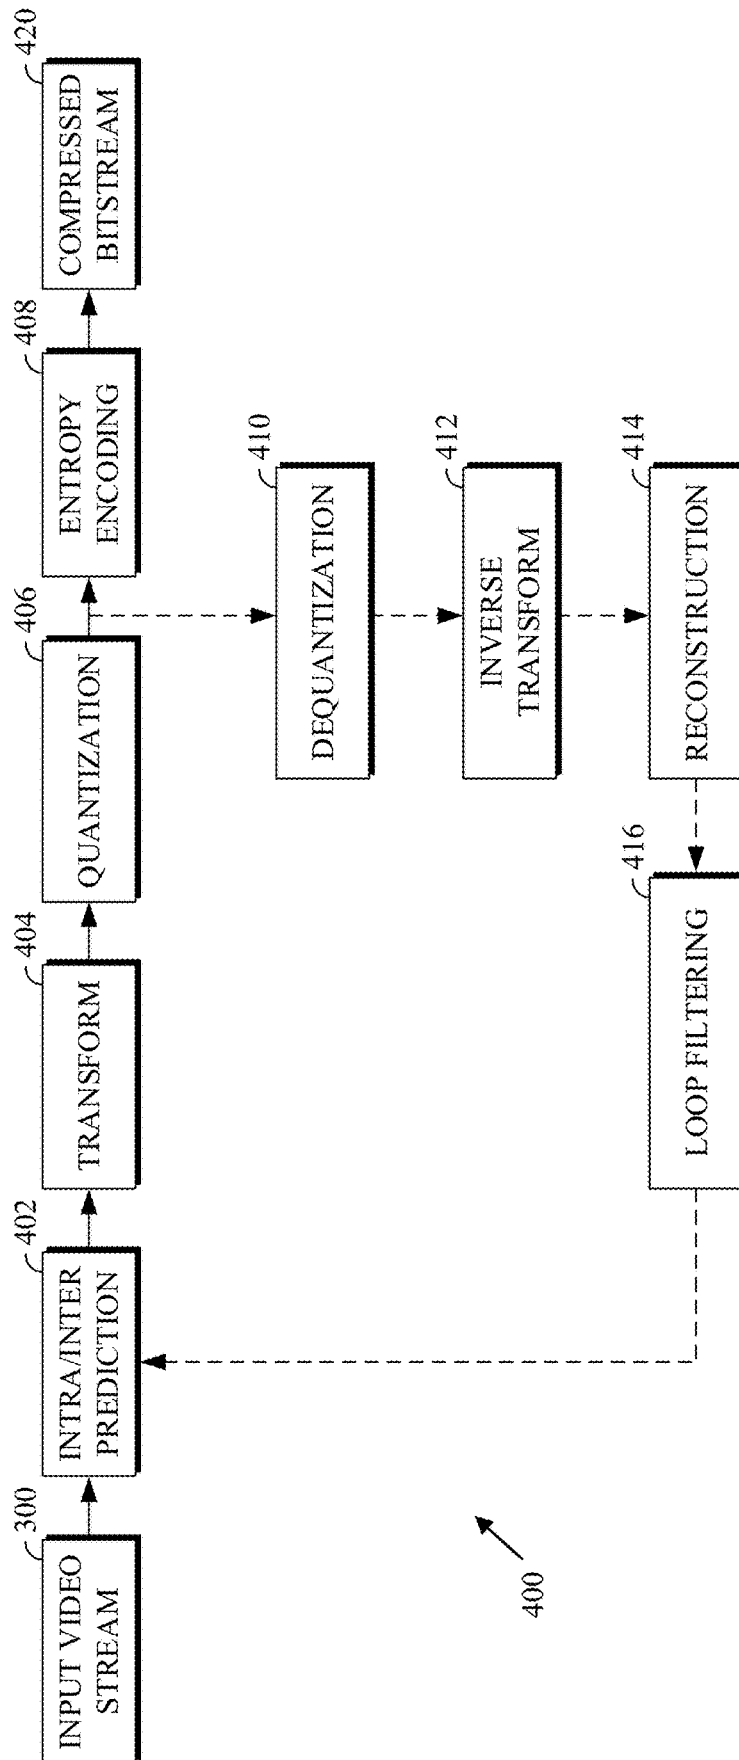 300
INPUT VIDEO
STREAM
402
INTRA/INTER
PREDICTION
404
TRANSFORM
406
QUANTIZATION
408
ENTROPY
ENCODING
420
COMPRESSED
BITSTREAM
410
DEQUANTIZATION
412
INVERSE
TRANSFORM
414
RECONSTRUCTION
416
LOOP FILTERING
400